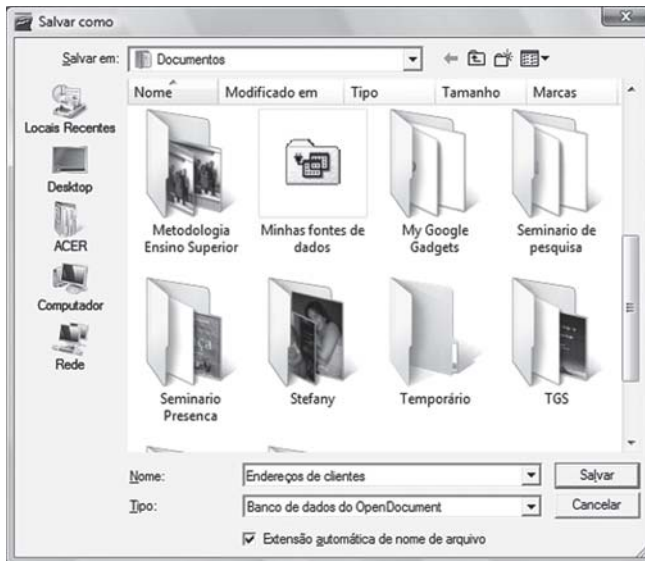 Salvar como
Salvar em: Documentos
Nome Modificado em Tipo Tamanho Marcas
Locais Recentes
Desktop
ACER
Computador
Rede
Metodologia Ensino Superior
Minhas fontes de dados
My Google Gadgets
Seminario de pesquisa
Seminario Presenca
Stefany
Temporário
TGS
Nome: Endereços de clientes Salvar
Tipo: Banco de dados do OpenDocument Cancelar
Extensão automática de nome de arquivo